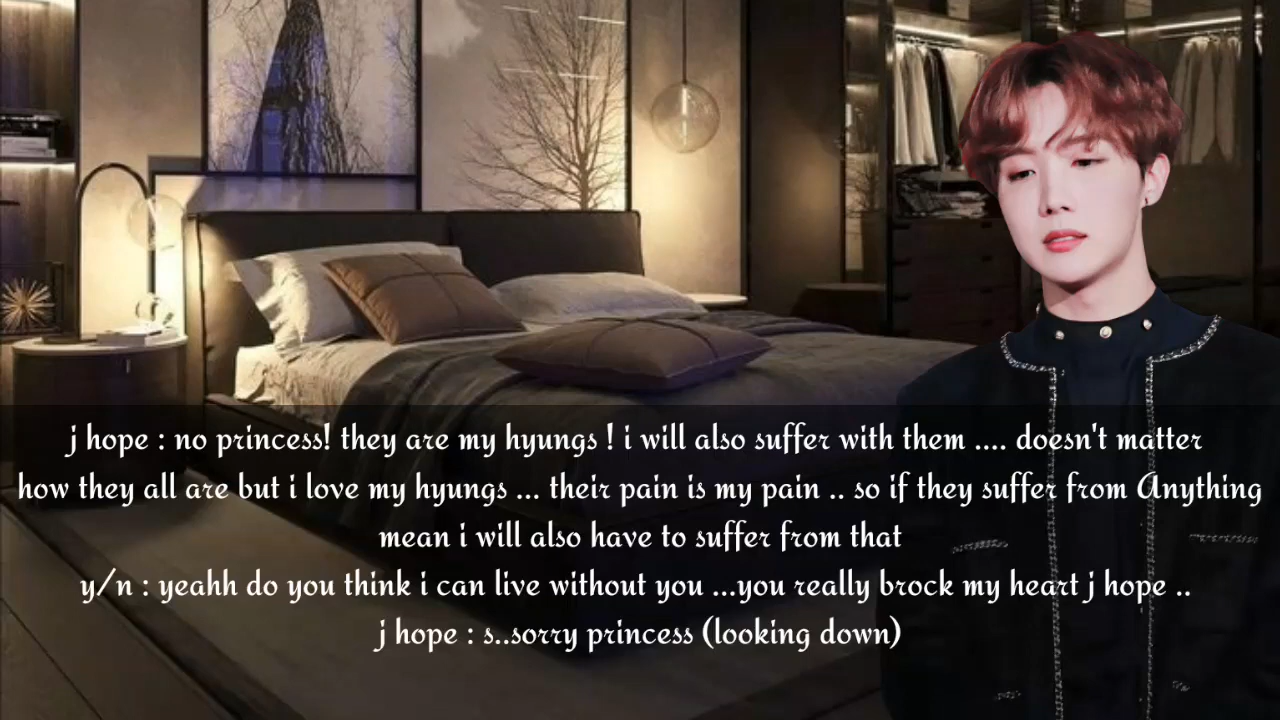 j hope : no princess! they are my hyungs ! i will also suffer with them .... doesn't matter
how they all are but i love my hyungs ... their pain is my pain .. so if they suffer from Anything
mean i will also have to suffer from that
y/n : yeahh do you think i can live without you ...you really brock my heart j hope ..
j hope : s..sorry princess (looking down)